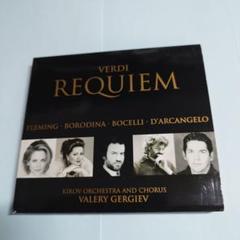 VERDI
REQUIEM
FLEMING · BORODINA · BOCELLI · D'ARCANGELO
KIROV ORCHESTRA AND CHORUS
VALERY GERGIEV